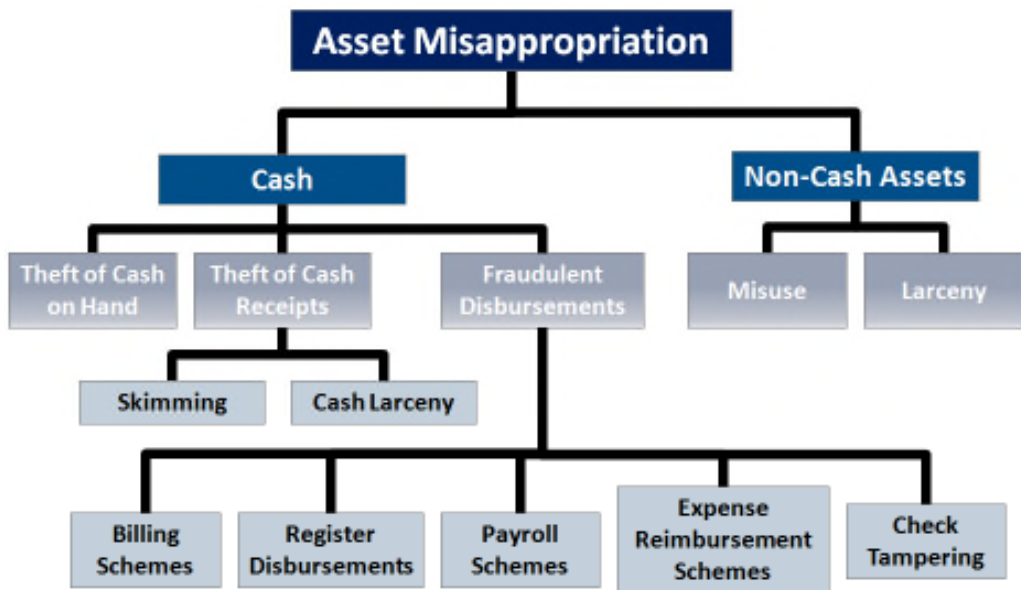 Asset Misappropriation
Cash
Non-Cash Assets
Theft of Cash
on Hand
Theft of Cash
Receipts
Fraudulent
Disbursements
Misuse
Larceny
Skimming
Cash Larceny
Billing
Schemes
Register
Disbursements
Payroll
Schemes
Expense
Reimbursement
Schemes
Check
Tampering